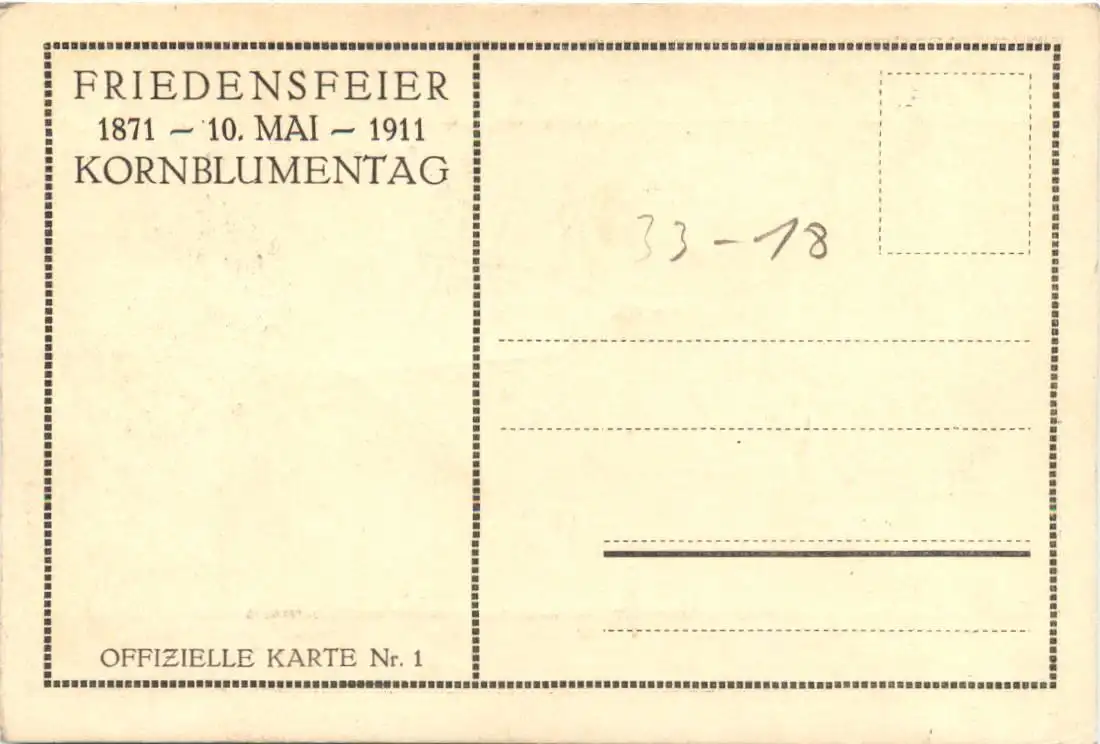 FRIEDENSFEIER
1871 – 10. MAI – 1911
KORNBLUMENTAG
33-18
OFFIZIELLE KARTE Nr. 1